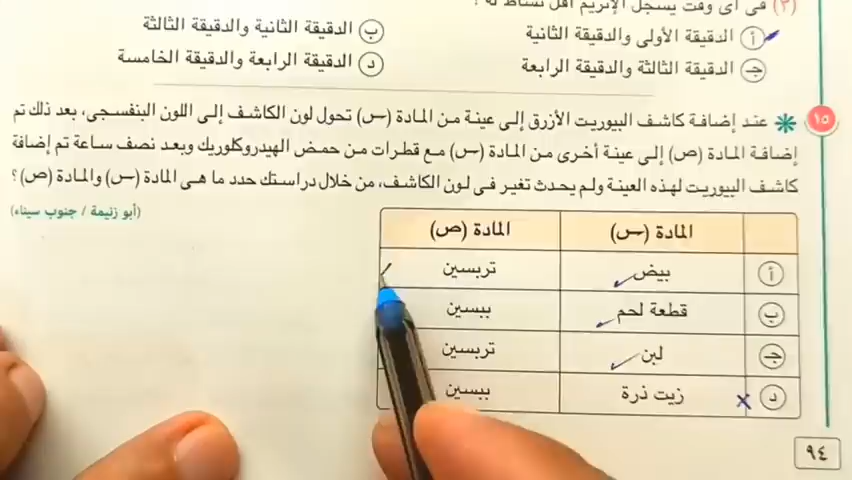 (٣) فى أى وقت يسجل الإنزيم أقل نشاط له ؟
أ الدقيقة الأولى والدقيقة الثانية
ب الدقيقة الثانية والدقيقة الثالثة
جـ الدقيقة الثالثة والدقيقة الرابعة
د الدقيقة الرابعة والدقيقة الخامسة
١٥ عند إضافة كاشف البيوريت الأزرق إلى عينة من المادة (س) تحول لون الكاشف إلى اللون البنفسجى، بعد ذلك تم
إضافة المادة (ص) إلى عينة أخرى من المادة (س) مع قطرات من حمض الهيدروكلوريك وبعد نصف ساعة تم إضافة
كاشف البيوريت لهذه العينة ولم يحدث تغير فى لون الكاشف، من خلال دراستك حدد ما هى المادة (س) والمادة (ص)؟
(أبو زنيمة / جنوب سيناء)
المادة (س) المادة (ص)
أ بيض تربسين
ب قطعة لحم ببسين
جـ لبن تربسين
د زيت ذرة ببسين
٩٤